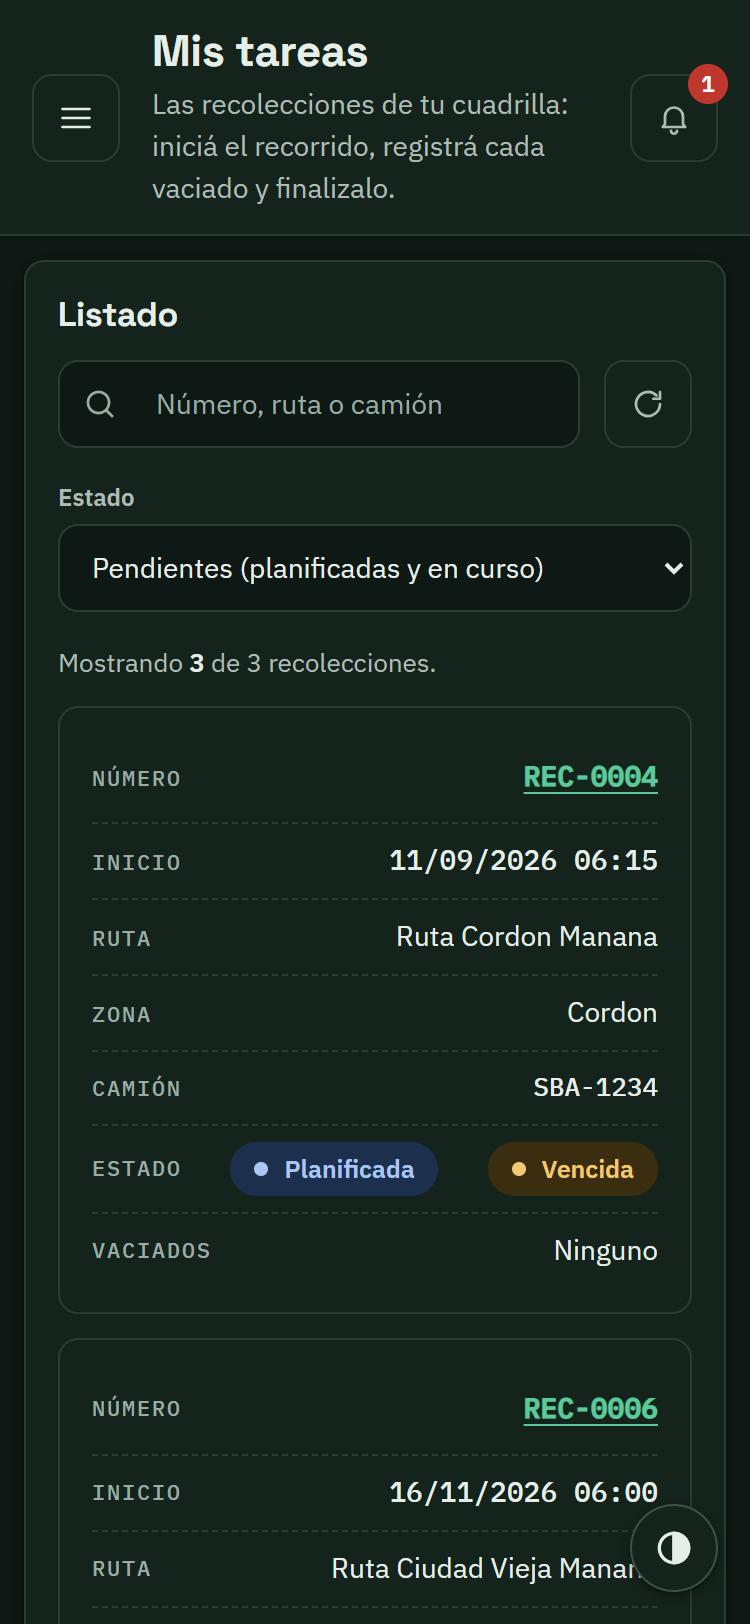 Mis tareas
Las recolecciones de tu cuadrilla:
iniciá el recorrido, registrá cada
vaciado y finalizalo.
1
Listado
Número, ruta o camión
Estado
Pendientes (planificadas y en curso)
Mostrando 3 de 3 recolecciones.
NÚMERO REC-0004
INICIO 11/09/2026 06:15
RUTA Ruta Cordon Manana
ZONA Cordon
CAMIÓN SBA-1234
ESTADO Planificada Vencida
VACIADOS Ninguno
NÚMERO REC-0006
INICIO 16/11/2026 06:00
RUTA Ruta Ciudad Vieja